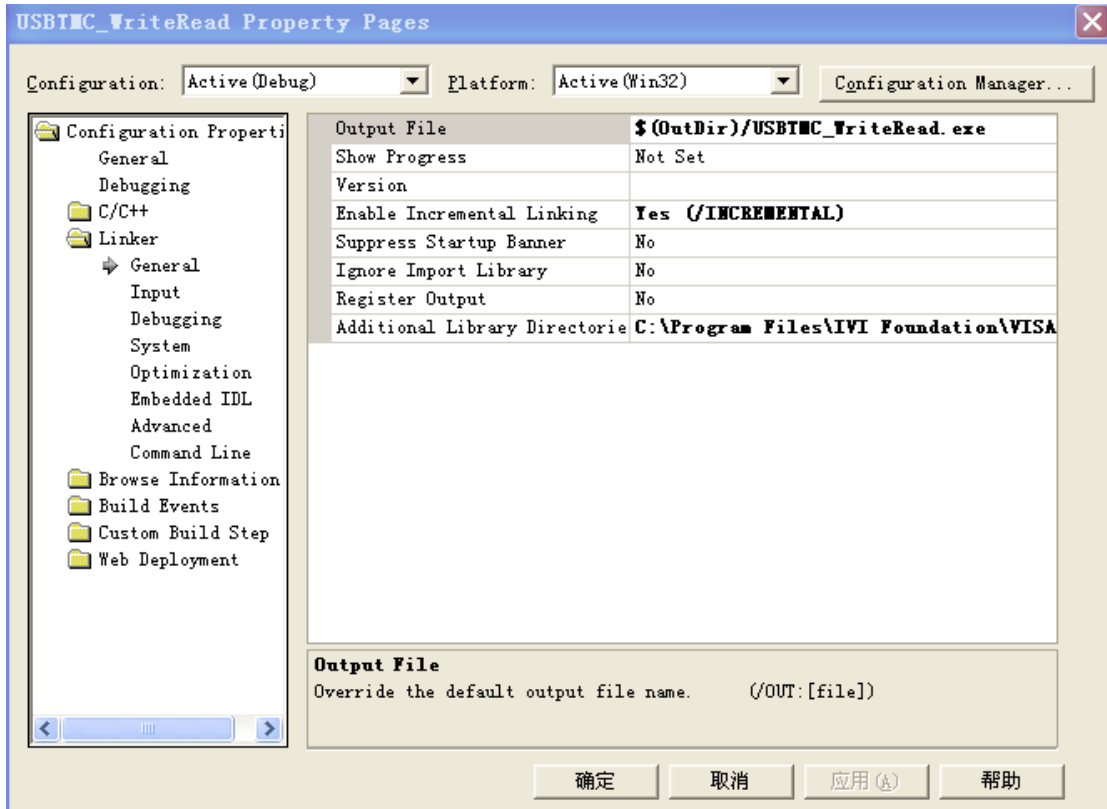 USBTMC_WriteRead Property Pages
Configuration: Active(Debug) Platform: Active(Win32) Configuration Manager...
Configuration Properti
General
Debugging
C/C++
Linker
General
Input
Debugging
System
Optimization
Embedded IDL
Advanced
Command Line
Browse Information
Build Events
Custom Build Step
Web Deployment
Output File $(OutDir)/USBTMC_WriteRead.exe
Show Progress Not Set
Version
Enable Incremental Linking Yes (/INCREMENTAL)
Suppress Startup Banner No
Ignore Import Library No
Register Output No
Additional Library Directorie C:\Program Files\IVI Foundation\VISA
Output File
Override the default output file name. (/OUT:[file])
确定 取消 应用(A) 帮助